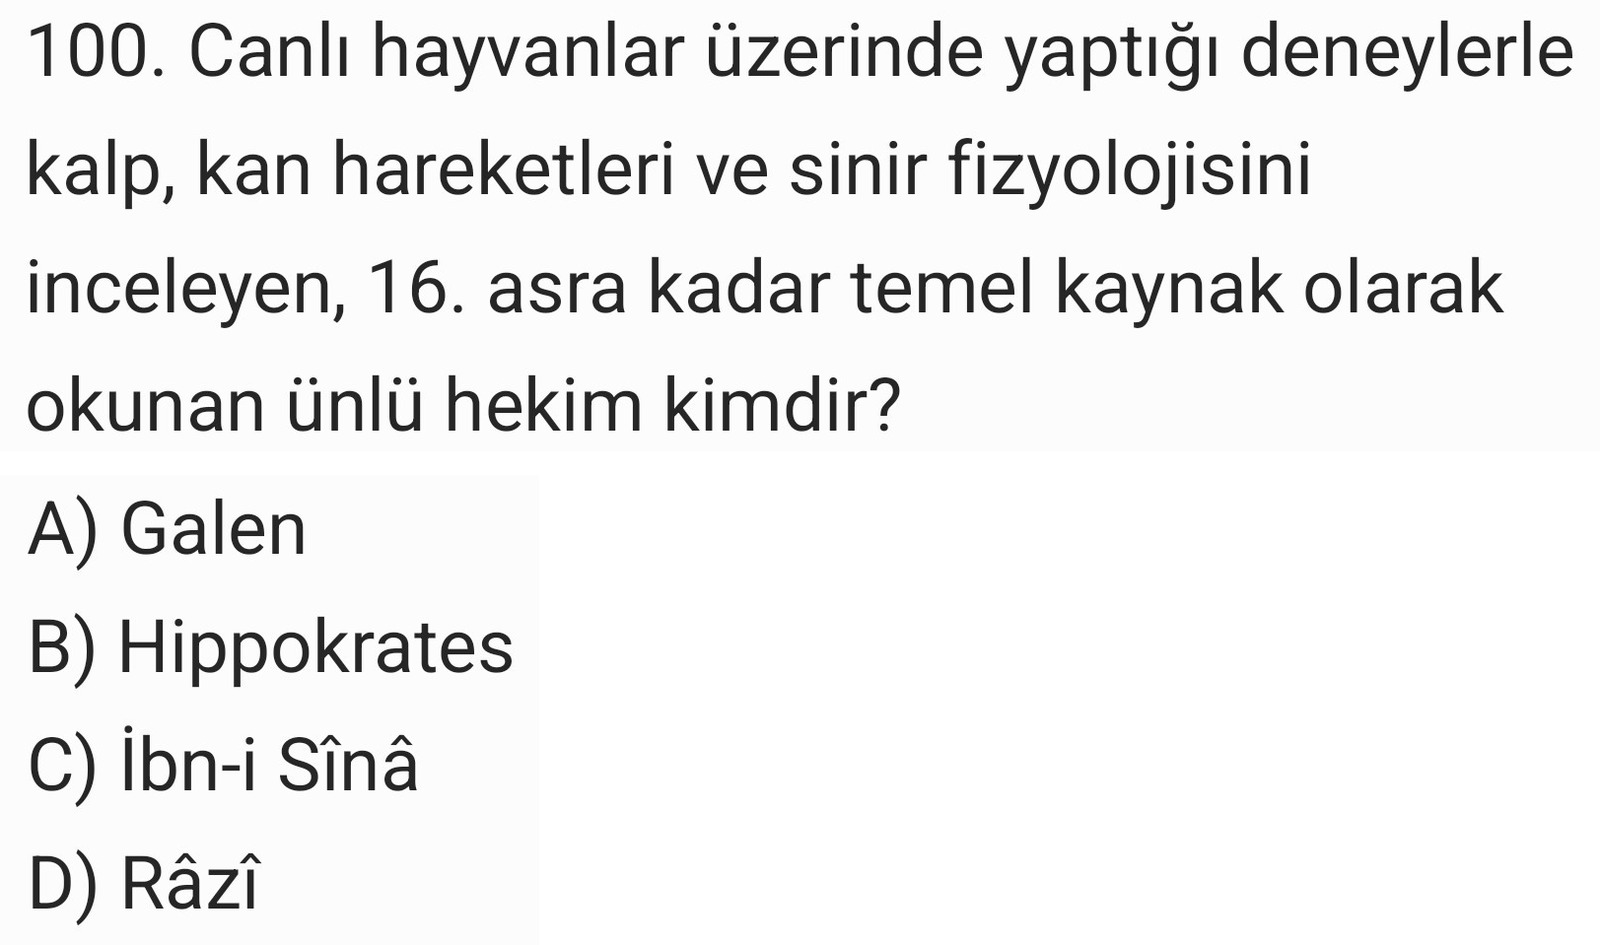 100. Canlı hayvanlar üzerinde yaptığı deneylerle
kalp, kan hareketleri ve sinir fizyolojisini
inceleyen, 16. asra kadar temel kaynak olarak
okunan ünlü hekim kimdir?
A) Galen
B) Hippokrates
C) İbn-i Sînâ
D) Râzî